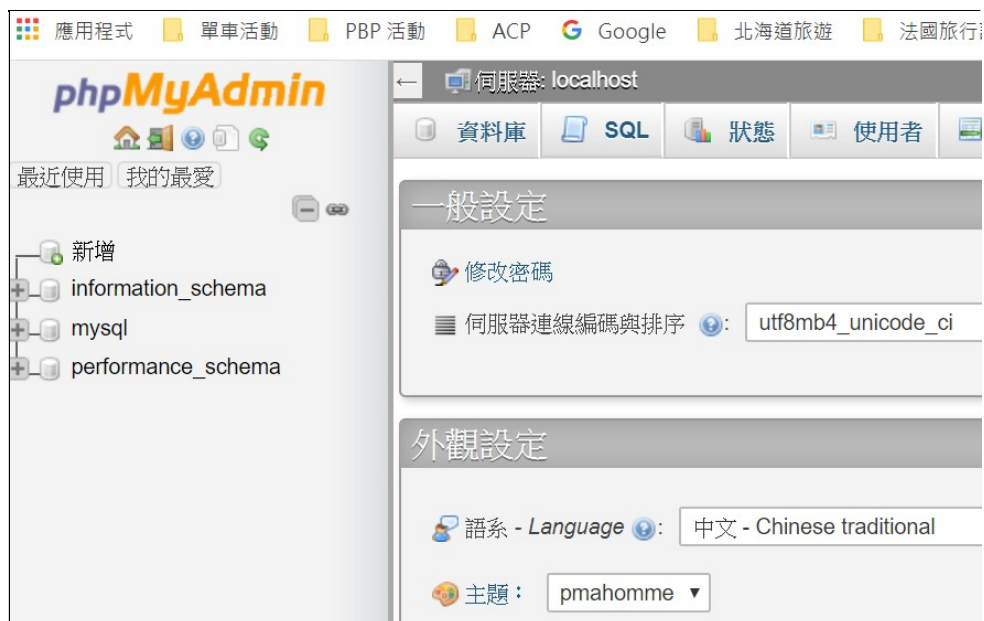 應用程式 單車活動 PBP 活動 ACP Google 北海道旅遊 法國旅行
phpMyAdmin
最近使用 我的最愛
新增
information_schema
mysql
performance_schema
← 伺服器: localhost
資料庫 SQL 狀態 使用者
一般設定
修改密碼
伺服器連線編碼與排序 : utf8mb4_unicode_ci
外觀設定
語系 - Language : 中文 - Chinese traditional
主題： pmahomme